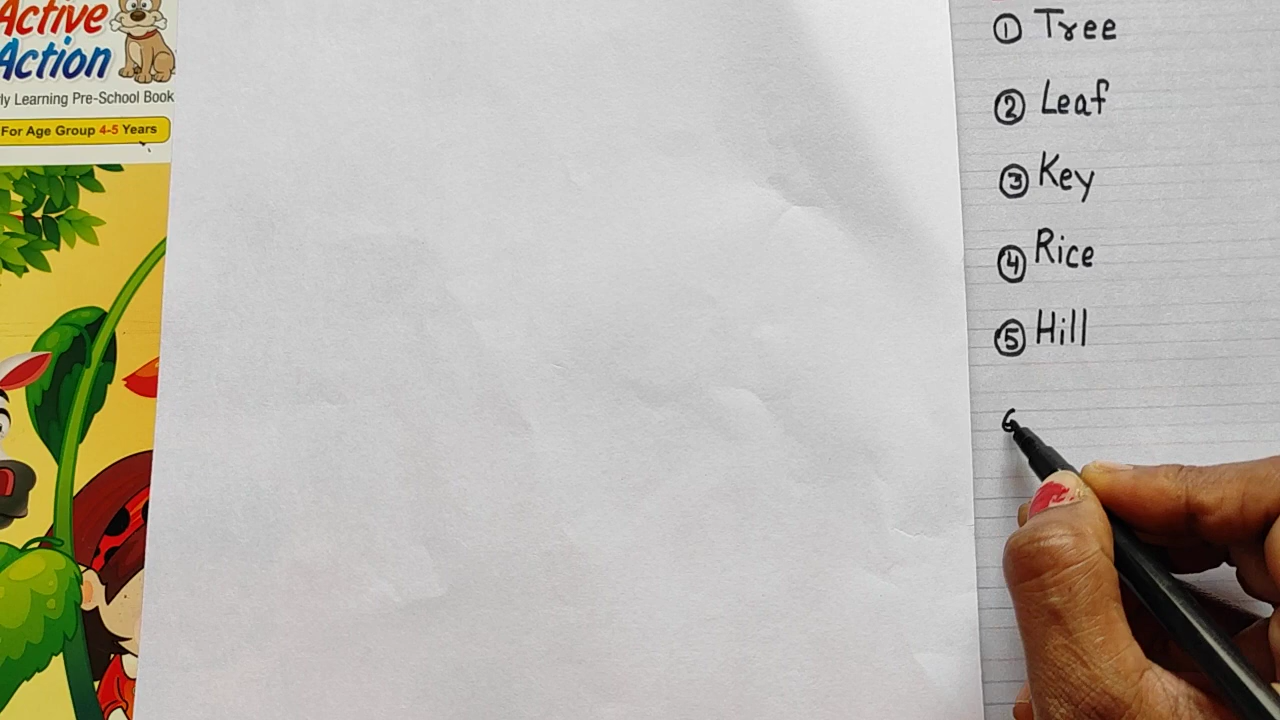 Active
Action
ly Learning Pre-School Book
For Age Group 4-5 Years
① Tree
② Leaf
③ Key
④ Rice
⑤ Hill
6